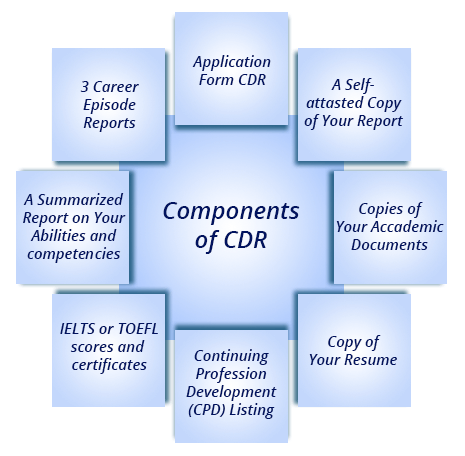 Application
Form CDR
3 Career
Episode
Reports
A Self-
attasted Copy
of Your Report
A Summarized
Report on Your
Abilities and
competencies
Components
of CDR
Copies of
Your Accademic
Documents
IELTS or TOEFL
scores and
certificates
Continuing
Profession
Development
(CPD) Listing
Copy of
Your Resume